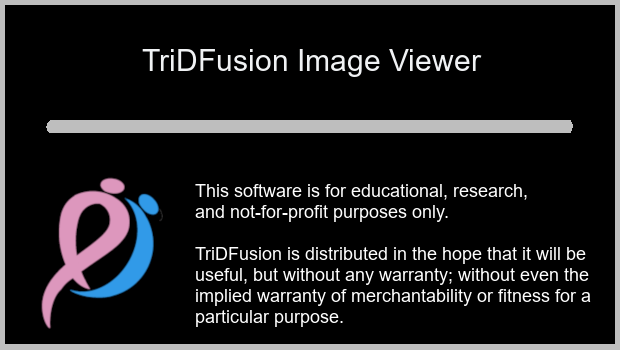 TriDFusion Image Viewer
This software is for educational, research,
and not-for-profit purposes only.
TriDFusion is distributed in the hope that it will be
useful, but without any warranty; without even the
implied warranty of merchantability or fitness for a
particular purpose.